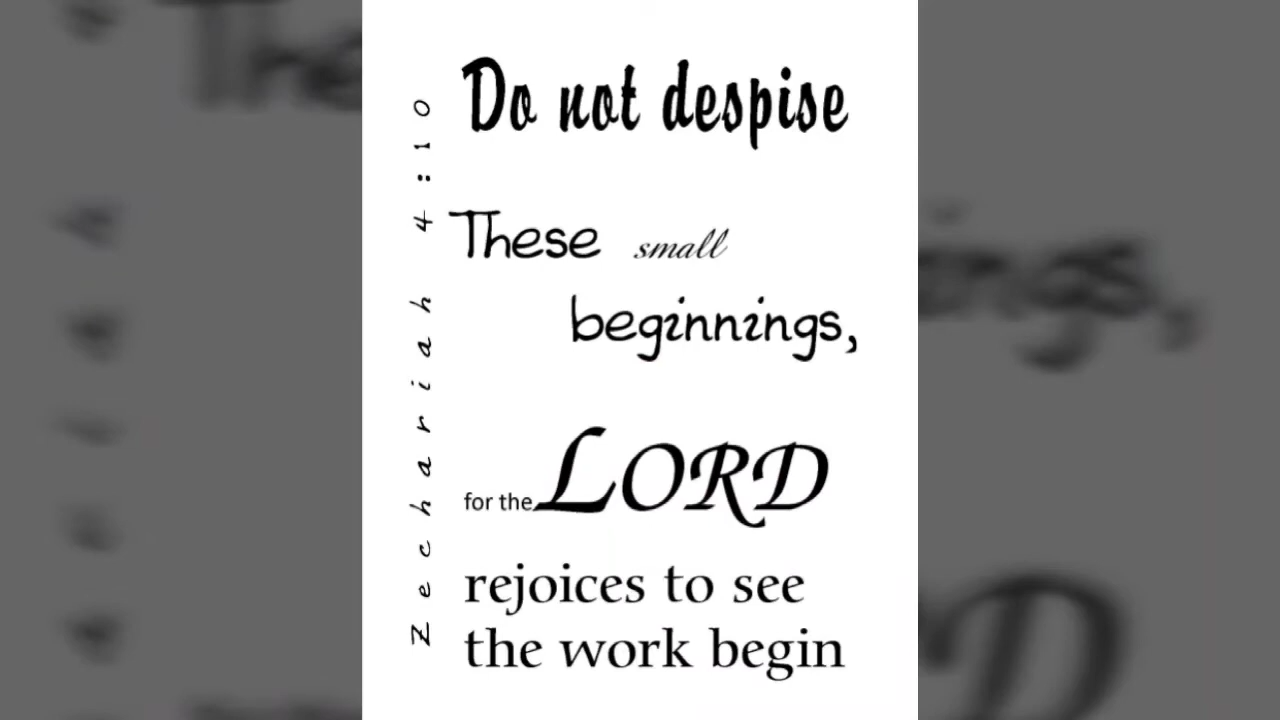 Do not despise
These small
beginnings,
for the LORD
rejoices to see
the work begin
Zechariah 4:10